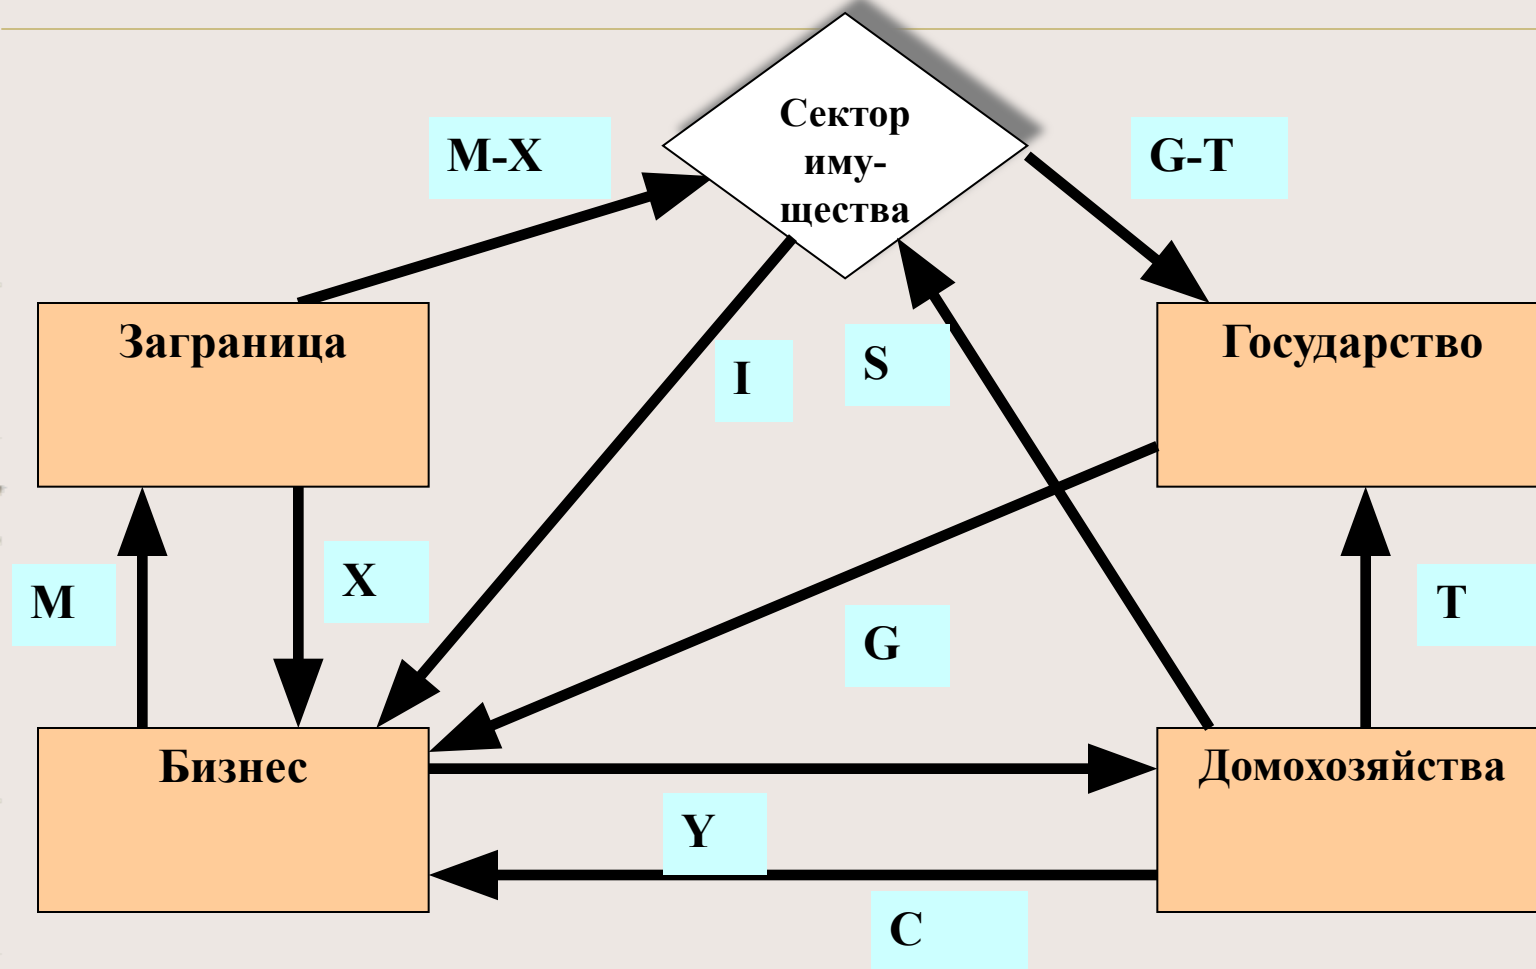 Сектор
иму-
щества
M-X
G-T
Заграница
Государство
I
S
M
X
G
T
Бизнес
Домохозяйства
Y
C